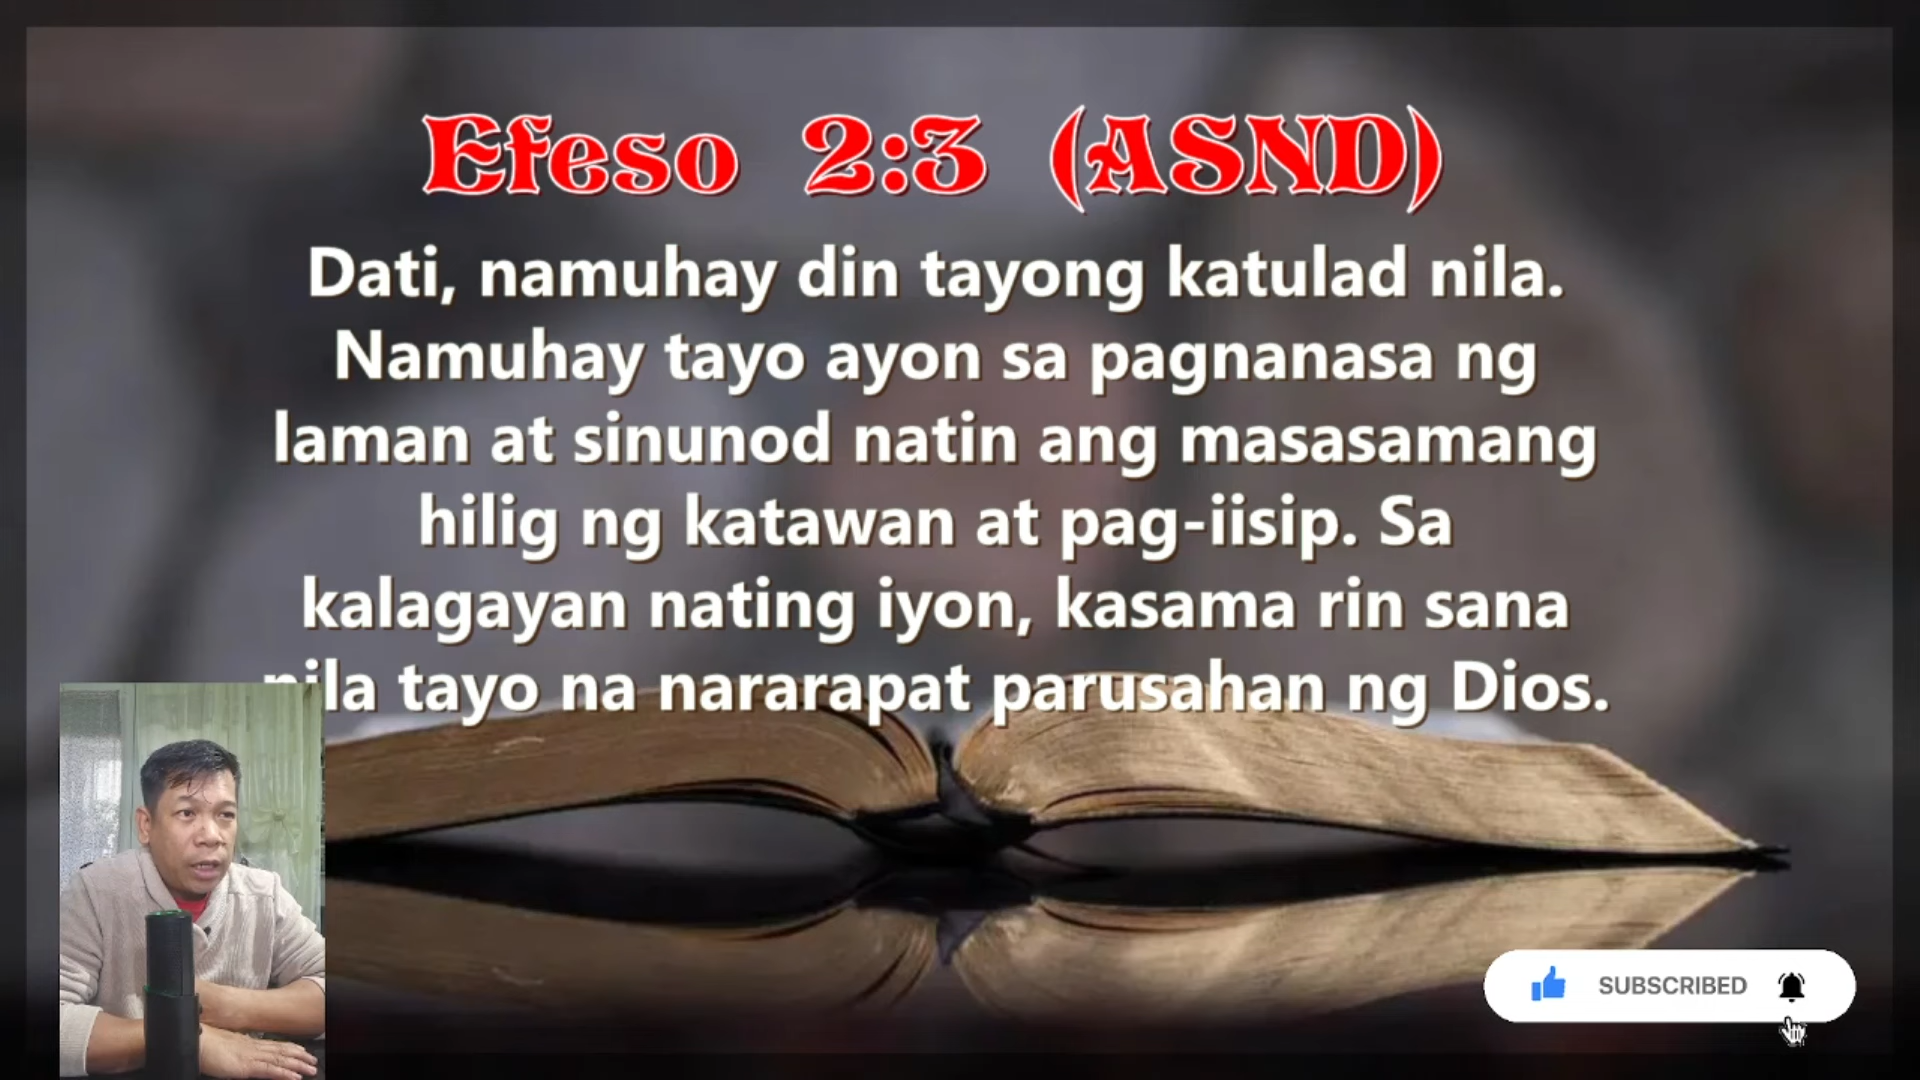 Efeso 2:3 (ASND)
Dati, namuhay din tayong katulad nila.
Namuhay tayo ayon sa pagnanasa ng
laman at sinunod natin ang masasamang
hilig ng katawan at pag-iisip. Sa
kalagayan nating iyon, kasama rin sana
nila tayo na nararapat parusahan ng Dios.
SUBSCRIBED